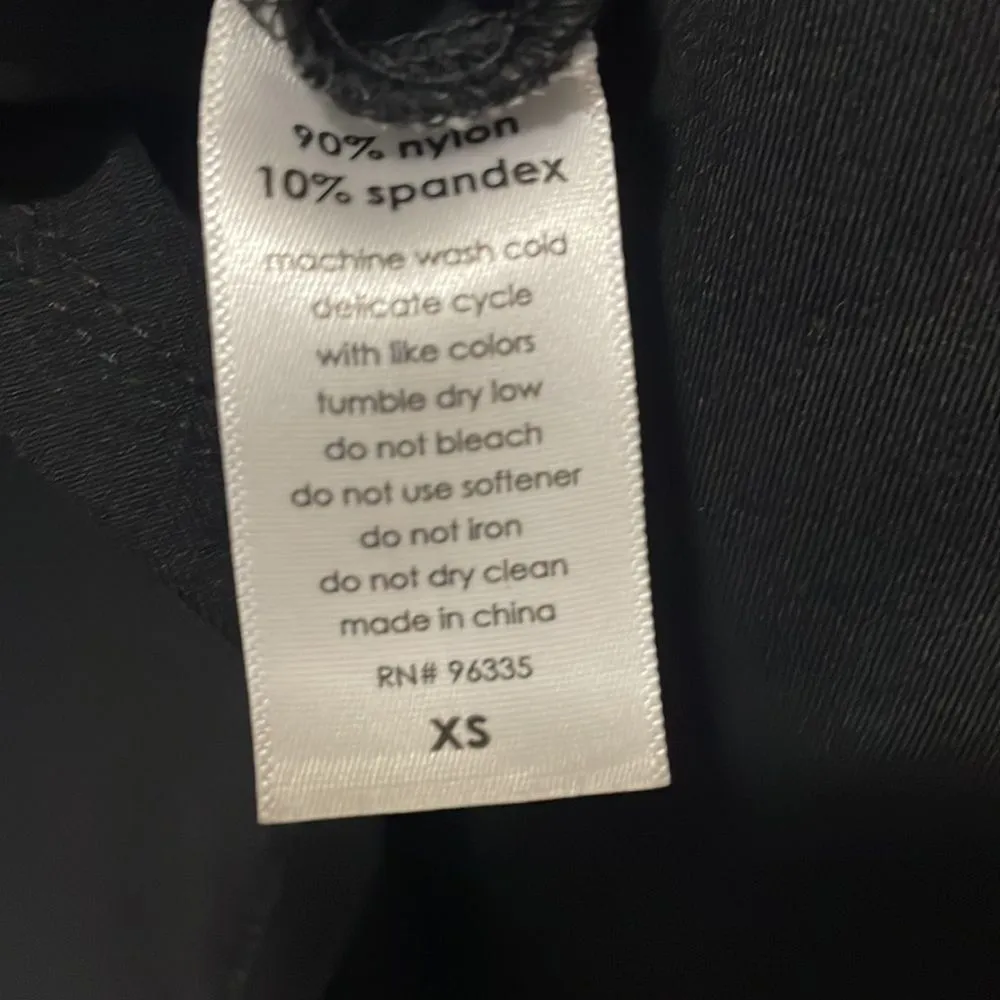 90% nylon
10% spandex
machine wash cold
delicate cycle
with like colors
tumble dry low
do not bleach
do not use softener
do not iron
do not dry clean
made in china
RN# 96335
XS